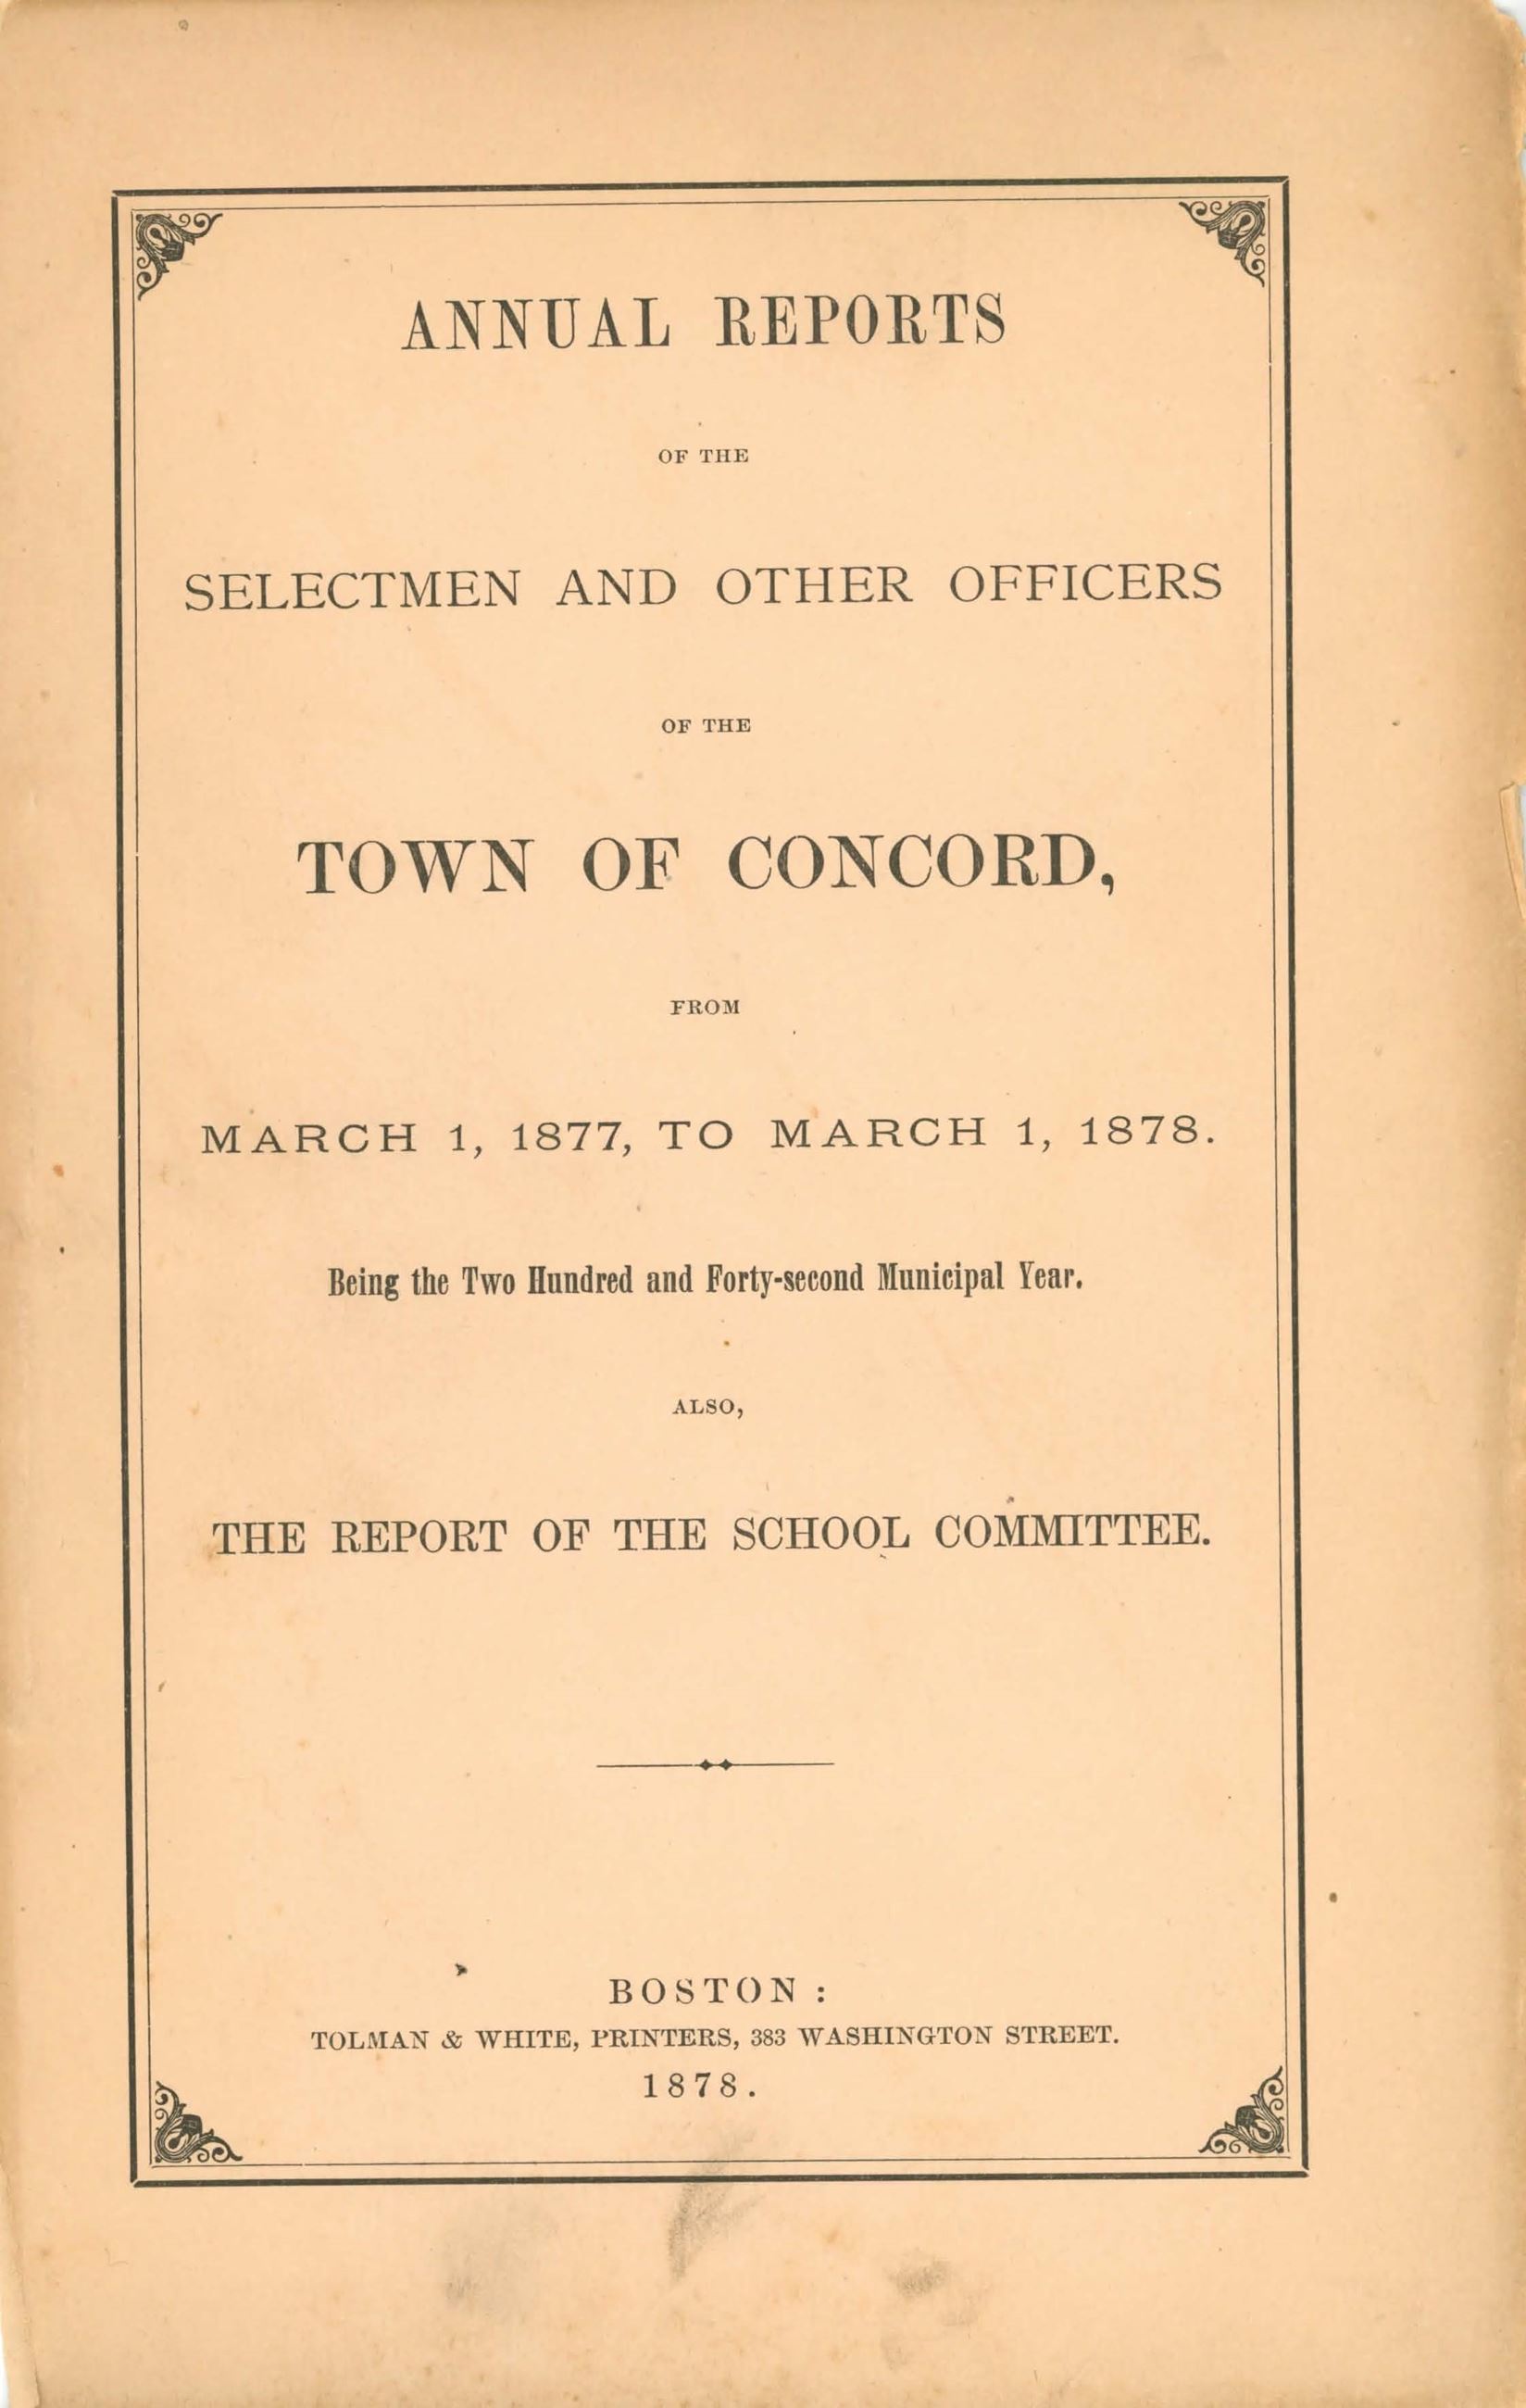 ANNUAL REPORTS
OF THE
SELECTMEN AND OTHER OFFICERS
OF THE
TOWN OF CONCORD,
FROM
MARCH 1, 1877, TO MARCH 1, 1878.
Being the Two Hundred and Forty-second Municipal Year.
ALSO,
THE REPORT OF THE SCHOOL COMMITTEE.
BOSTON:
TOLMAN & WHITE, PRINTERS, 383 WASHINGTON STREET.
1878.